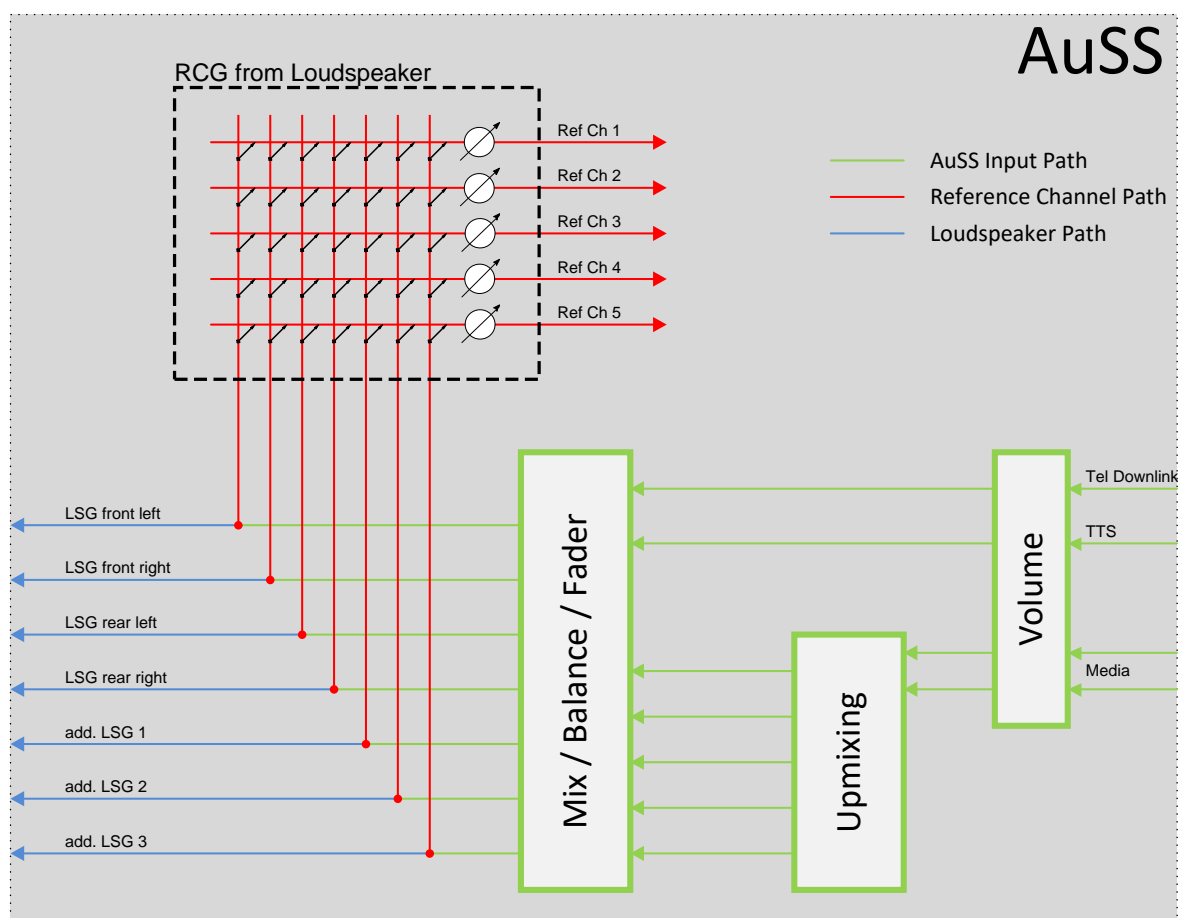 AuSS
RCG from Loudspeaker
Ref Ch 1
Ref Ch 2
Ref Ch 3
Ref Ch 4
Ref Ch 5
AuSS Input Path
Reference Channel Path
Loudspeaker Path
LSG front left
LSG front right
LSG rear left
LSG rear right
add. LSG 1
add. LSG 2
add. LSG 3
Mix / Balance / Fader
Upmixing
Volume
Tel Downlink
TTS
Media